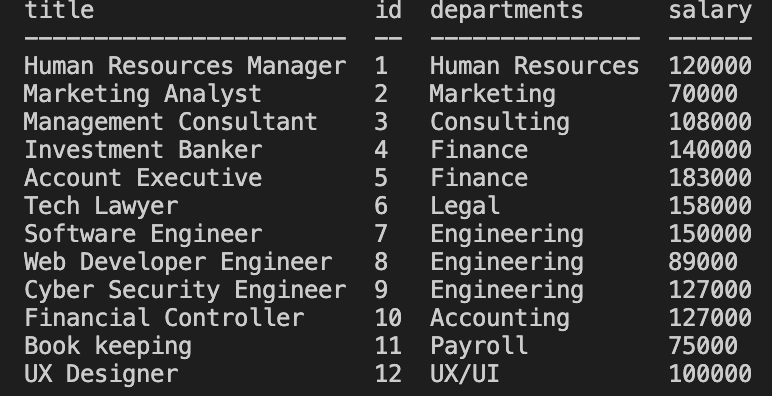 title                    id  departments      salary
-----------------------  --  ---------------  ------
Human Resources Manager  1   Human Resources  120000
Marketing Analyst        2   Marketing        70000
Management Consultant    3   Consulting       108000
Investment Banker        4   Finance          140000
Account Executive        5   Finance          183000
Tech Lawyer              6   Legal            158000
Software Engineer        7   Engineering      150000
Web Developer Engineer   8   Engineering      89000
Cyber Security Engineer  9   Engineering      127000
Financial Controller     10  Accounting       127000
Book keeping             11  Payroll          75000
UX Designer              12  UX/UI            100000